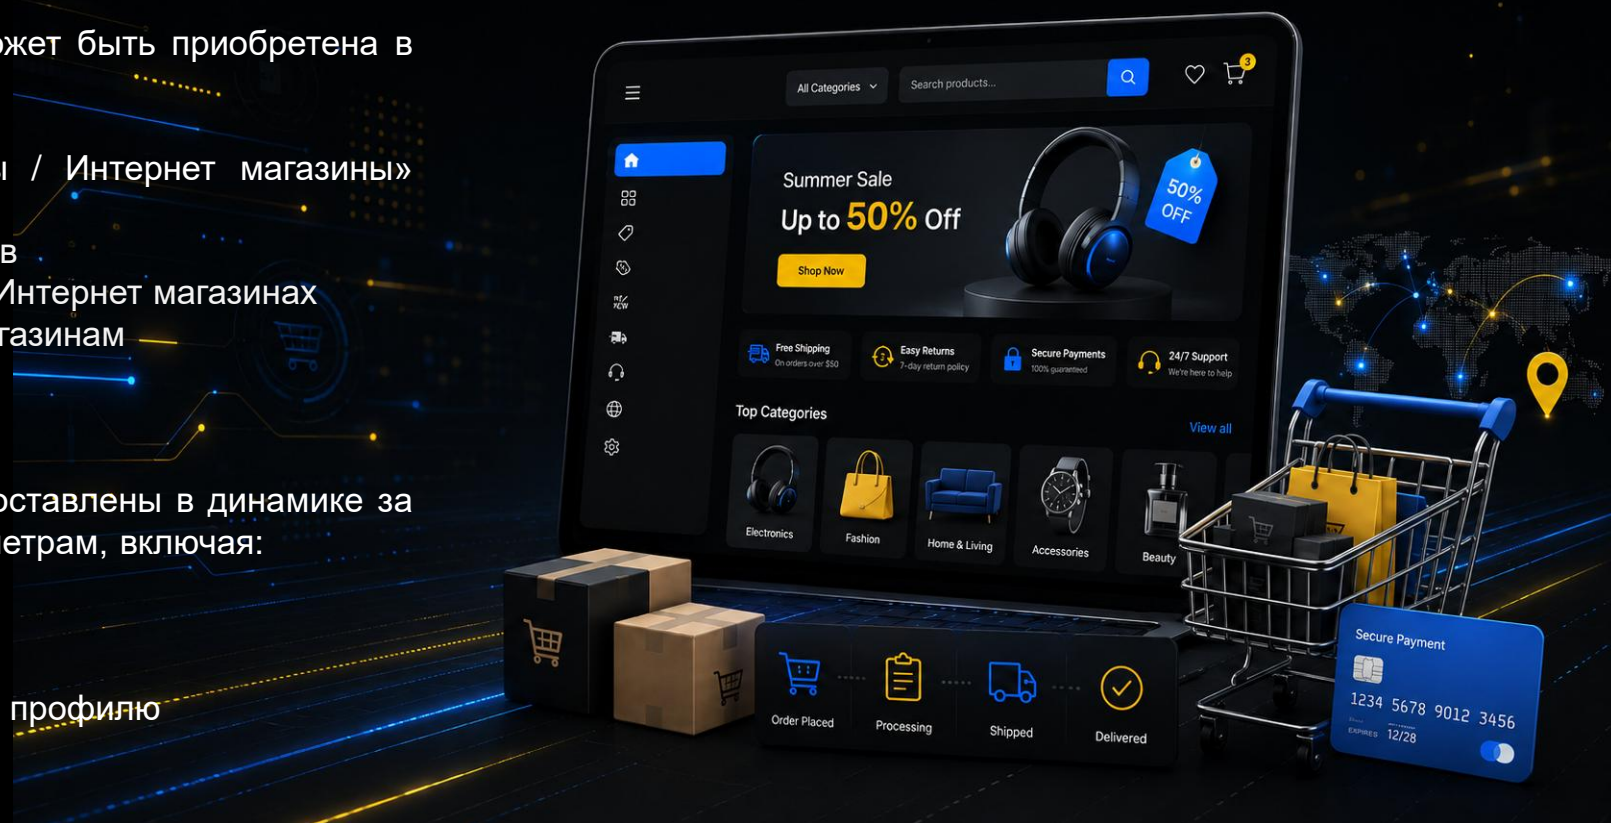 ожет быть приобретена в
ы / Интернет магазины»
в
Интернет магазинах
газинам
оставлены в динамике за
метрам, включая:
профилю
All Categories
Search products...
3
Summer Sale
Up to 50% Off
Shop Now
50%
OFF
Free Shipping
On orders over $50
Easy Returns
7-day return policy
Secure Payments
100% guaranteed
24/7 Support
We're here to help
Top Categories
View all
Electronics
Fashion
Home & Living
Accessories
Beauty
Order Placed
Processing
Shipped
Delivered
Secure Payment
1234 5678 9012 3456
EXPIRES 12/28